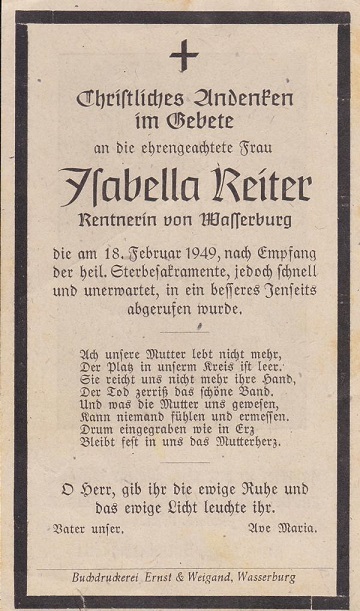 Christliches Andenken
im Gebete
an die ehrengeachtete Frau
Isabella Reiter
Rentnerin von Wasserburg
die am 18. Februar 1949, nach Empfang
der heil. Sterbesakramente, jedoch schnell
und unerwartet, in ein besseres Jenseits
abgerufen wurde.
Ach unsere Mutter lebt nicht mehr,
Der Platz in unserm Kreis ist leer.
Sie reicht uns nicht mehr ihre Hand,
Der Tod zerriß das schöne Band.
Und was die Mutter uns gewesen,
Kann niemand fühlen und ermessen.
Drum eingegraben wie in Erz
Bleibt fest in uns das Mutterherz.
O Herr, gib ihr die ewige Ruhe und
das ewige Licht leuchte ihr.
Vater unser. Ave Maria.
Buchdruckerei Ernst & Weigand, Wasserburg